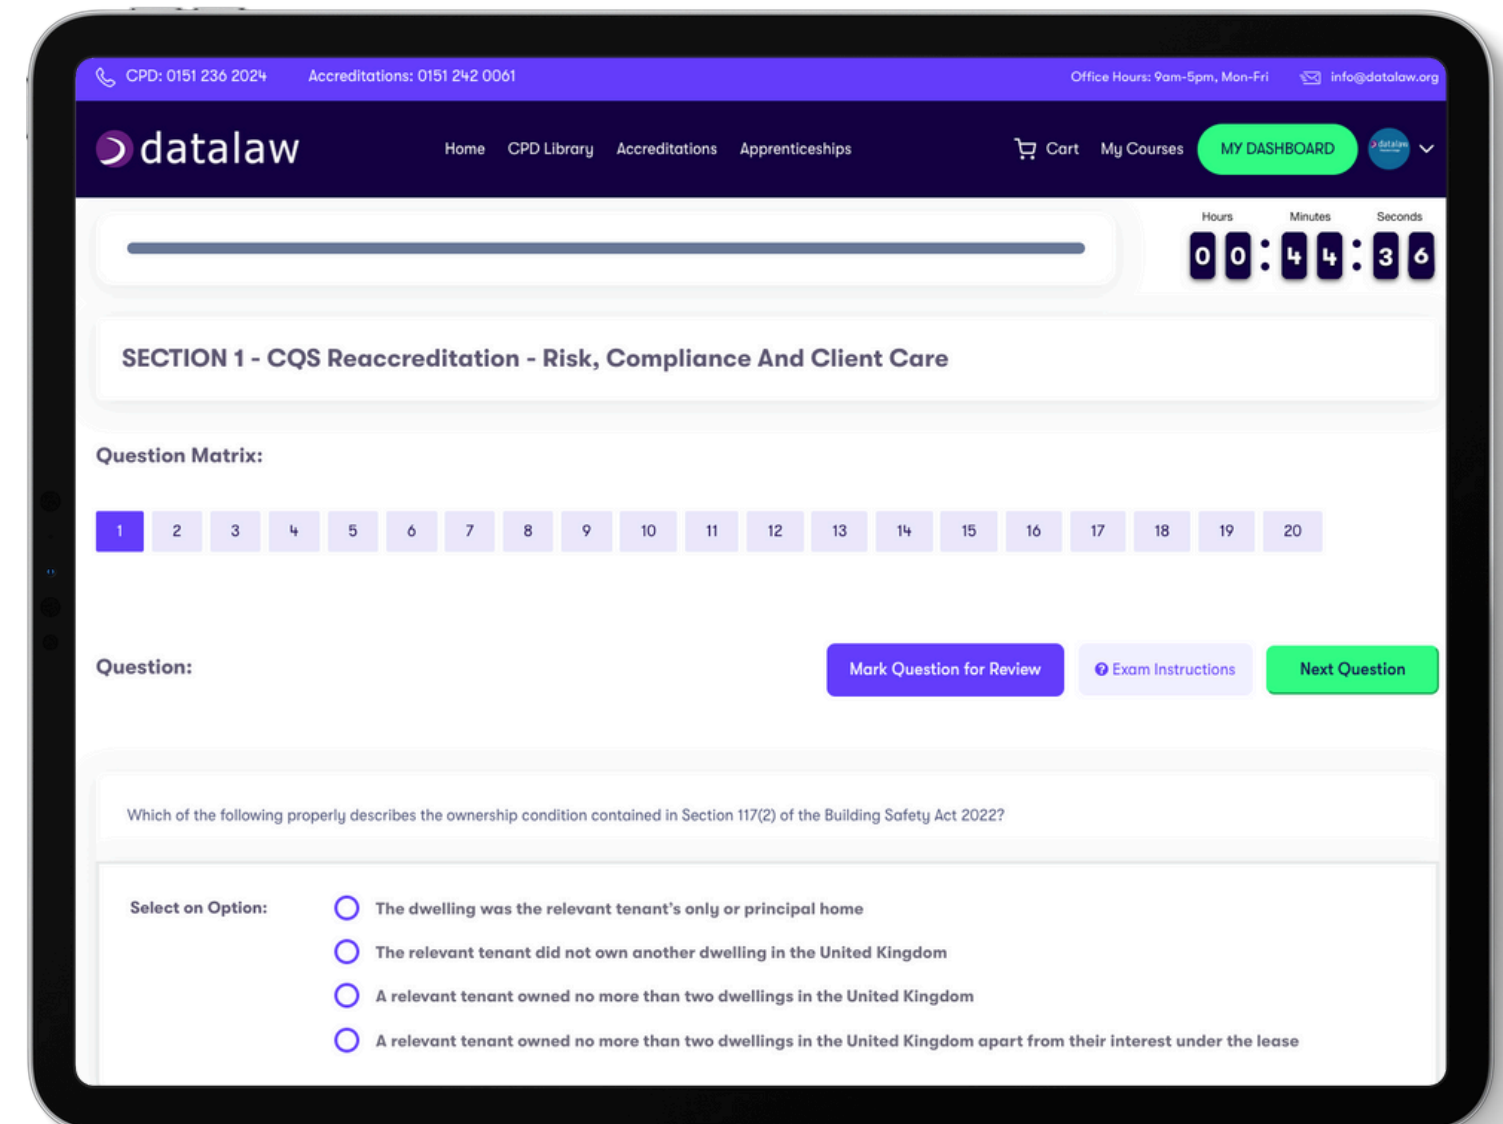 CPD: 0151 236 2024 Accreditations: 0151 242 0061 Office Hours: 9am-5pm, Mon-Fri info@datalaw.org
datalaw Home CPD Library Accreditations Apprenticeships Cart My Courses MY DASHBOARD datalaw
Hours Minutes Seconds
00:44:36
SECTION 1 - CQS Reaccreditation - Risk, Compliance And Client Care
Question Matrix:
1 2 3 4 5 6 7 8 9 10 11 12 13 14 15 16 17 18 19 20
Question: Mark Question for Review Exam Instructions Next Question
Which of the following properly describes the ownership condition contained in Section 117(2) of the Building Safety Act 2022?
Select on Option: The dwelling was the relevant tenant's only or principal home
The relevant tenant did not own another dwelling in the United Kingdom
A relevant tenant owned no more than two dwellings in the United Kingdom
A relevant tenant owned no more than two dwellings in the United Kingdom apart from their interest under the lease